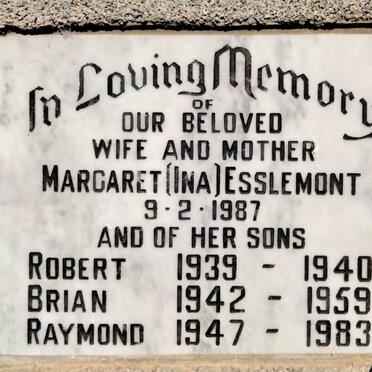 In Loving Memory
OF
OUR BELOVED
WIFE AND MOTHER
MARGARET (INA) ESSLEMONT
9-2-1987
AND OF HER SONS
ROBERT 1939 - 1940
BRIAN 1942 - 1959
RAYMOND 1947 - 1983